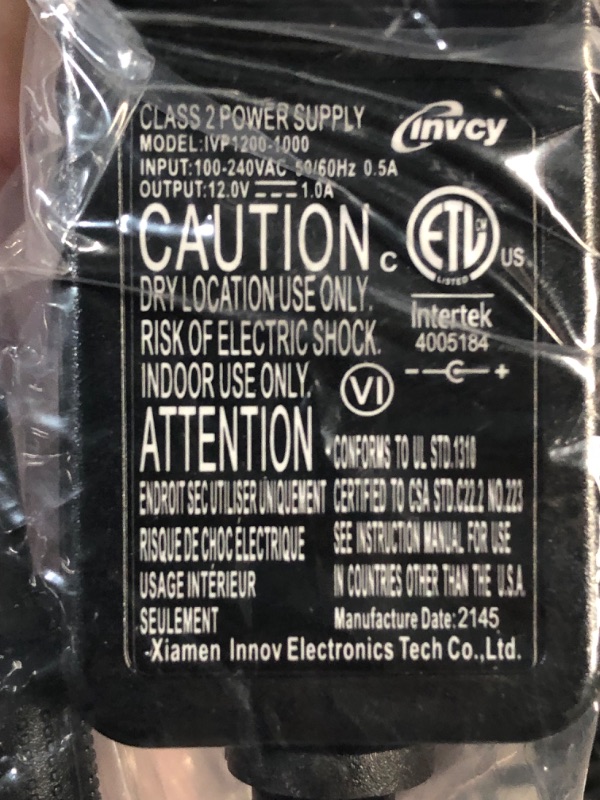 CLASS 2 POWER SUPPLY
invcy
MODEL:IVP1200-1000
INPUT:100-240VAC 50/60Hz 0.5A
OUTPUT:12.0V 1.0A
CAUTION
C ETL CM US
LISTED
DRY LOCATION USE ONLY.
Intertek
4005184
RISK OF ELECTRIC SHOCK.
INDOOR USE ONLY.
VI
- +
ATTENTION
CONFORMS TO UL STD.1310
ENDROIT SEC UTILISER UNIQUEMENT
CERTIFIED TO CSA STD.C22.2 NO.223
RISQUE DE CHOC ÉLECTRIQUE
SEE INSTRUCTION MANUAL FOR USE
USAGE INTÉRIEUR
IN COUNTRIES OTHER THAN THE U.S.A.
SEULEMENT
Manufacture Date:2145
-Xiamen Innov Electronics Tech Co.,Ltd.